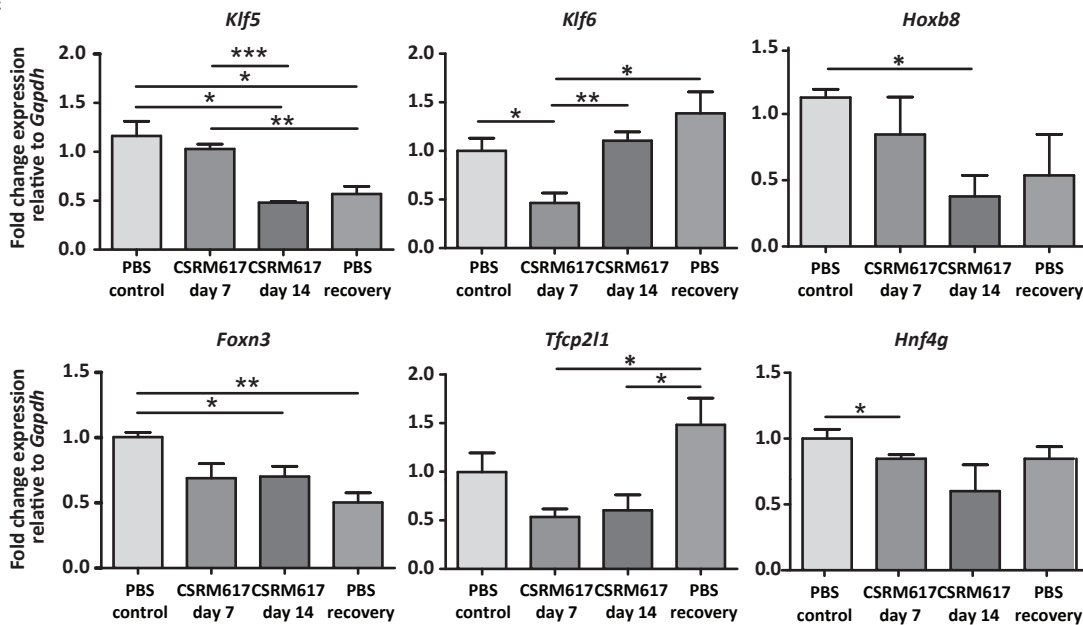 Klf5
Klf6
Hoxb8
Fold change expression
relative to Gapdh
2.0
1.5
1.0
0.5
0.0
***
*
*
**
PBS CSRM617 CSRM617 PBS
control day 7 day 14 recovery
2.0
1.5
1.0
0.5
0.0
*
**
*
PBS CSRM617 CSRM617 PBS
control day 7 day 14 recovery
1.5
1.0
0.5
0.0
*
PBS CSRM617 CSRM617 PBS
control day 7 day 14 recovery
Foxn3
Tfcp2l1
Hnf4g
Fold change expression
relative to Gapdh
1.5
1.0
0.5
0.0
**
*
PBS CSRM617 CSRM617 PBS
control day 7 day 14 recovery
2.0
1.5
1.0
0.5
0.0
*
*
PBS CSRM617 CSRM617 PBS
control day 7 day 14 recovery
1.5
1.0
0.5
0.0
*
PBS CSRM617 CSRM617 PBS
control day 7 day 14 recovery